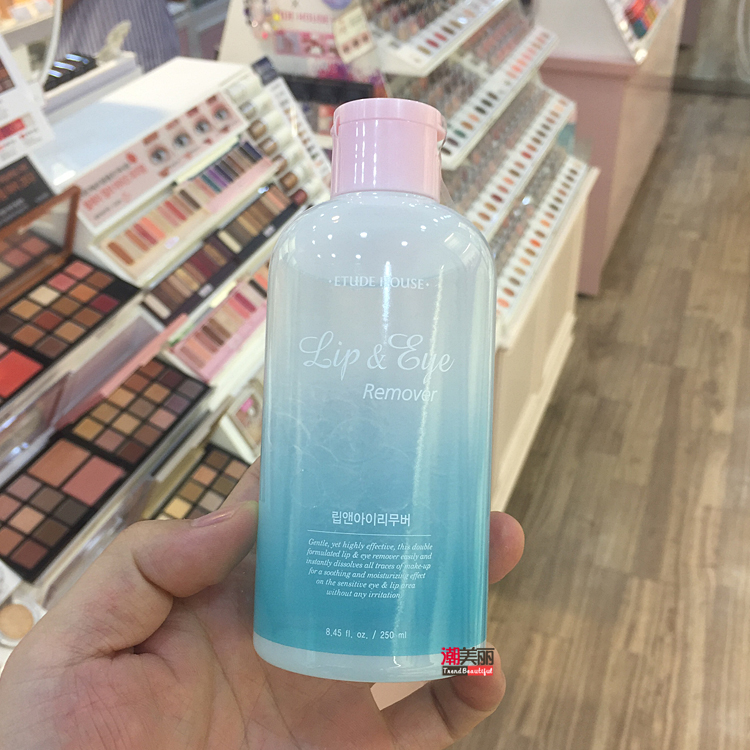 ·ETUDE HOUSE·
Lip & Eye
Remover
립앤아이리무버
Gentle, yet highly effective, this double
formulated lip & eye remover easily and
instantly dissolves all traces of make-up
for a soothing and moisturizing effect
on the sensitive eye & lip area
without any irritation.
8.45 fl. oz. / 250 ml
潮美丽
TrendBeautiful